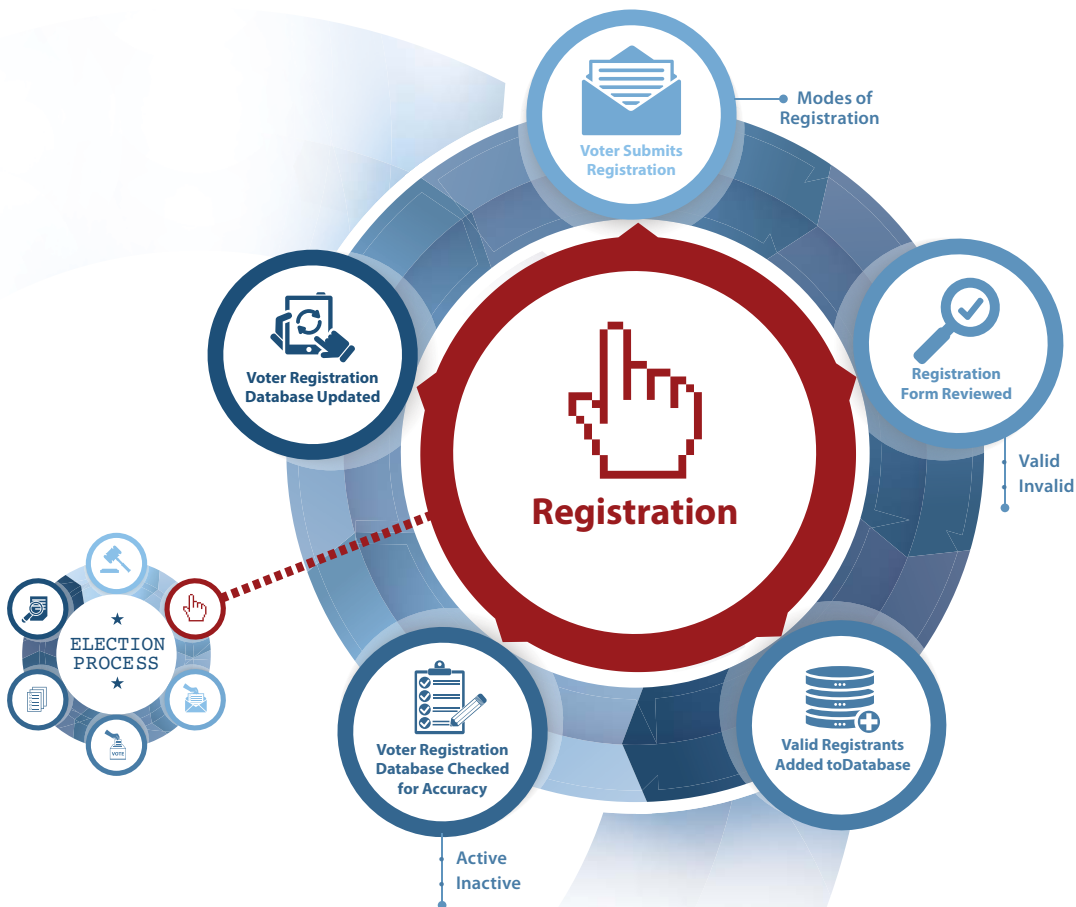 Voter Submits
Registration
Modes of
Registration
Registration
Form Reviewed
Valid
Invalid
Valid Registrants
Added toDatabase
Voter Registration
Database Checked
for Accuracy
Active
Inactive
Voter Registration
Database Updated
Registration
ELECTION
PROCESS
VOTE